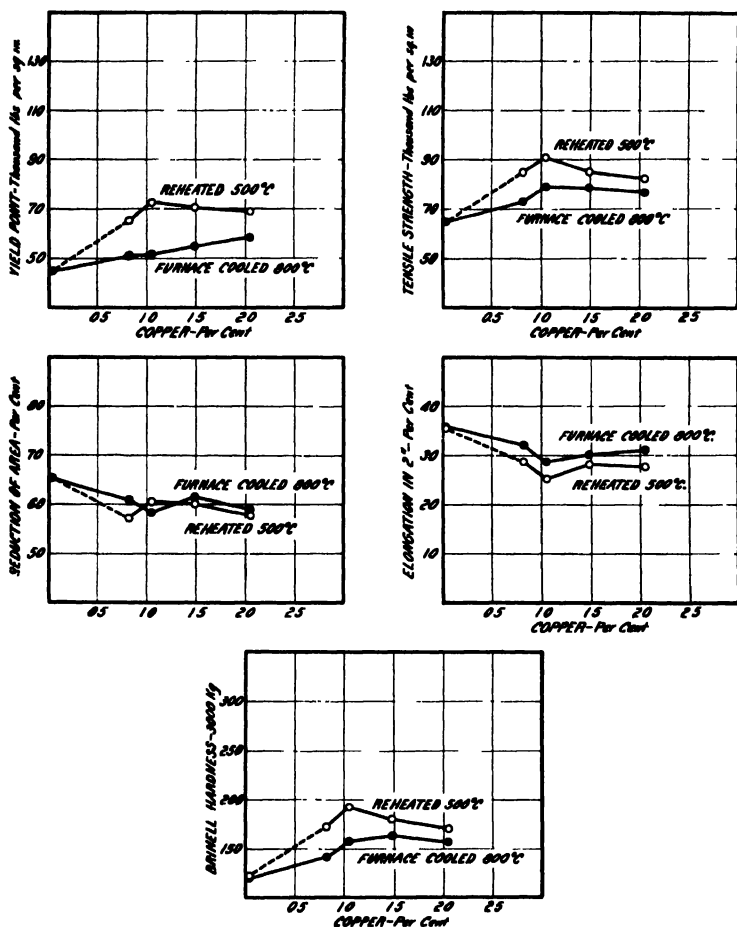 YIELD POINT-Thousand lbs per sq in
130
110
90
70
50
REHEATED 500°C
FURNACE COOLED 800°C
0.5 1.0 1.5 2.0 2.5
COPPER-Per Cent
TENSILE STRENGTH-Thousand lbs per sq in
130
110
90
70
50
REHEATED 500°C
FURNACE COOLED 800°C
0.5 1.0 1.5 2.0 2.5
COPPER-Per Cent
REDUCTION OF AREA-Per Cent
80
70
60
50
FURNACE COOLED 800°C
REHEATED 500°C
0.5 1.0 1.5 2.0 2.5
ELONGATION IN 2"-Per Cent
40
30
20
10
FURNACE COOLED 800°C.
REHEATED 500°C.
0.5 1.0 1.5 2.0 2.5
COPPER-Per Cent
BRINELL HARDNESS-3000 Kg
300
250
200
150
REHEATED 500°C
FURNACE COOLED 800°C
0.5 1.0 1.5 2.0 2.5
COPPER-Per Cent